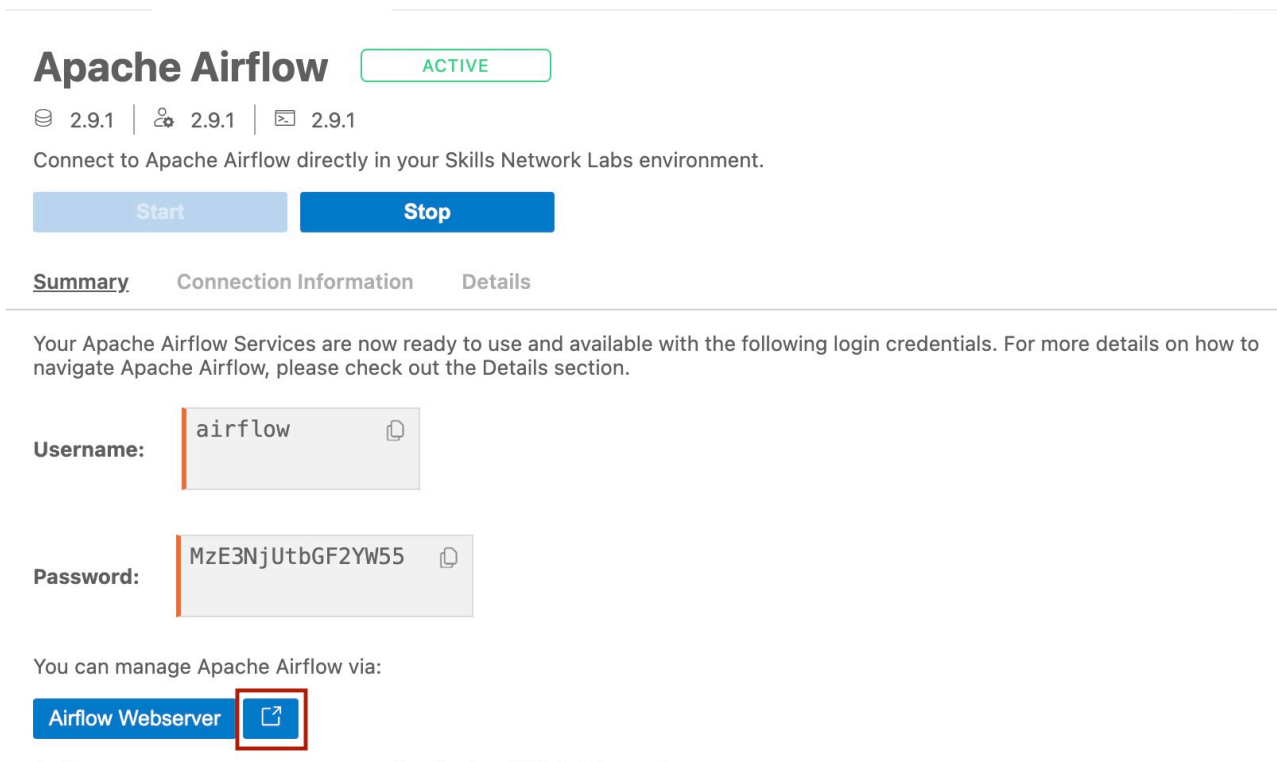 Apache Airflow ACTIVE
2.9.1 2.9.1 2.9.1
Connect to Apache Airflow directly in your Skills Network Labs environment.
Start Stop
Summary Connection Information Details
Your Apache Airflow Services are now ready to use and available with the following login credentials. For more details on how to
navigate Apache Airflow, please check out the Details section.
Username: airflow
Password: MzE3NjUtbGF2YW55
You can manage Apache Airflow via:
Airflow Webserver